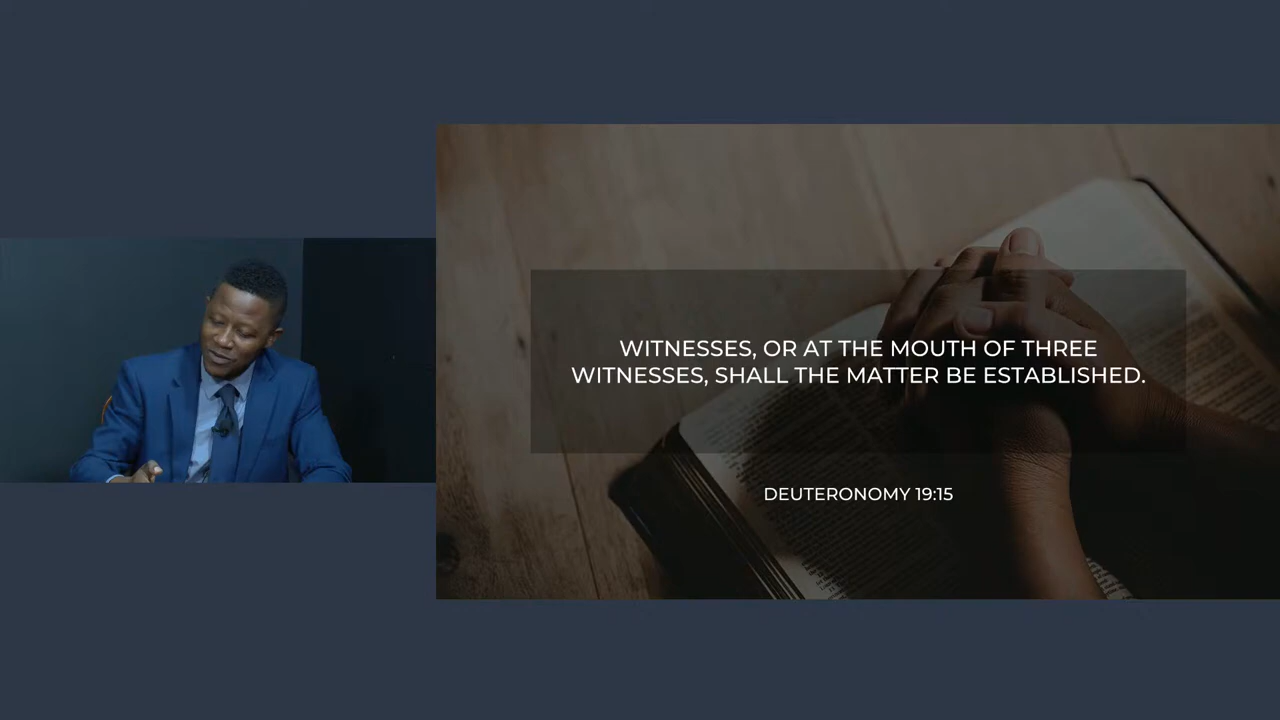 WITNESSES, OR AT THE MOUTH OF THREE
WITNESSES, SHALL THE MATTER BE ESTABLISHED.
DEUTERONOMY 19:15